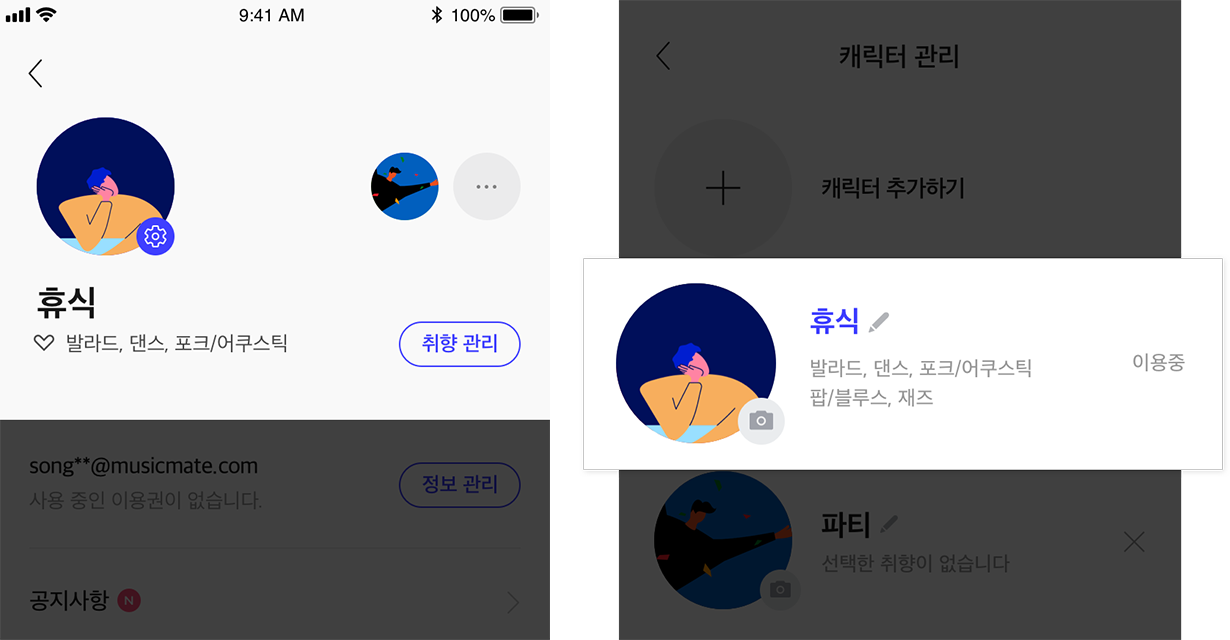 9:41 AM
100%
휴식
발라드, 댄스, 포크/어쿠스틱
취향 관리
song**@musicmate.com
사용 중인 이용권이 없습니다.
정보 관리
공지사항 N
캐릭터 관리
캐릭터 추가하기
휴식
발라드, 댄스, 포크/어쿠스틱
팝/블루스, 재즈
이용중
파티
선택한 취향이 없습니다